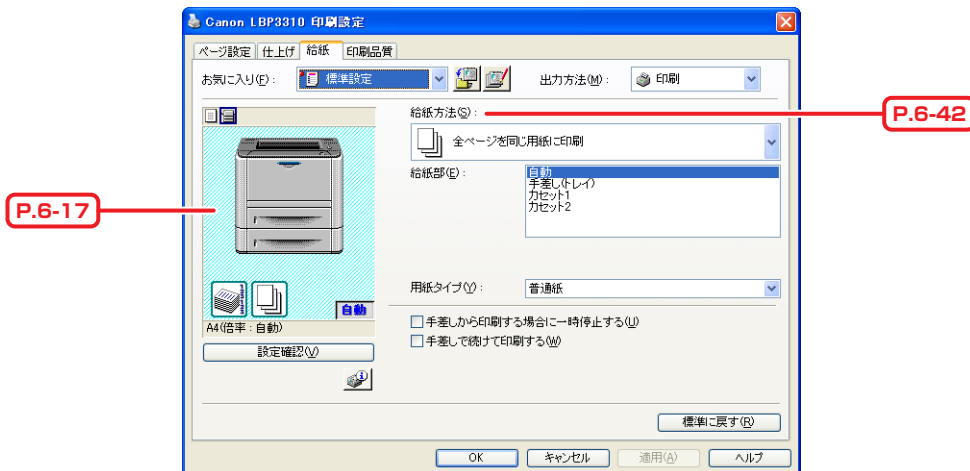 Canon LBP3310 印刷設定
ページ設定 仕上げ 給紙 印刷品質
お気に入り(F): 標準設定 出力方法(M): 印刷
給紙方法(S):
P.6-42
全ページを同じ用紙に印刷
給紙部(E):
自動
手差し(トレイ)
カセット1
カセット2
P.6-17
用紙タイプ(Y): 普通紙
自動
A4(倍率:自動)
手差しから印刷する場合に一時停止する(U)
手差しで続けて印刷する(W)
設定確認(V)
標準に戻す(R)
OK キャンセル 適用(A) ヘルプ